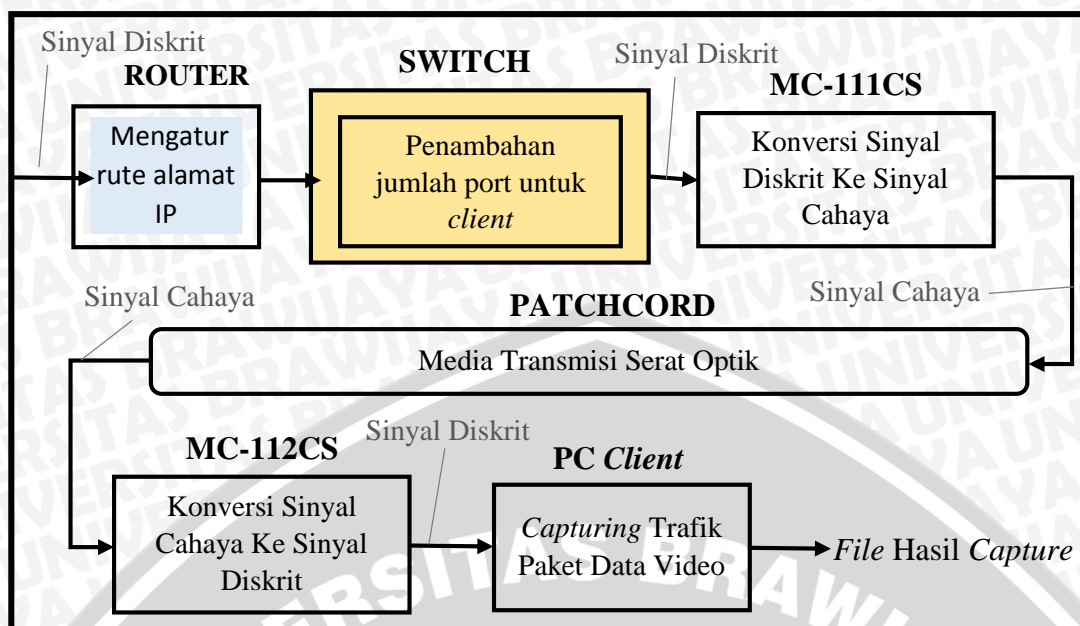 Sinyal Diskrit
ROUTER
Mengatur
rute alamat
IP
SWITCH
Penambahan
jumlah port untuk
client
Sinyal Diskrit
MC-111CS
Konversi Sinyal
Diskrit Ke Sinyal
Cahaya
Sinyal Cahaya
PATCHCORD
Media Transmisi Serat Optik
Sinyal Cahaya
MC-112CS
Konversi Sinyal
Cahaya Ke Sinyal
Diskrit
Sinyal Diskrit
PC Client
Capturing Trafik
Paket Data Video
File Hasil Capture
UNIVERSITAS BRAWIJAYA